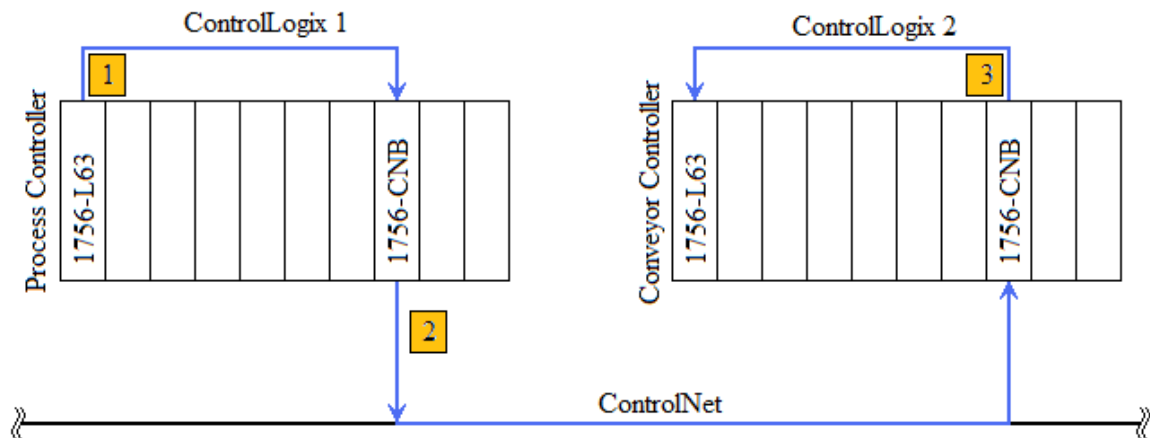 ControlLogix 1
ControlLogix 2
1
3
Process Controller
1756-L63
1756-CNB
Conveyor Controller
1756-L63
1756-CNB
2
ControlNet